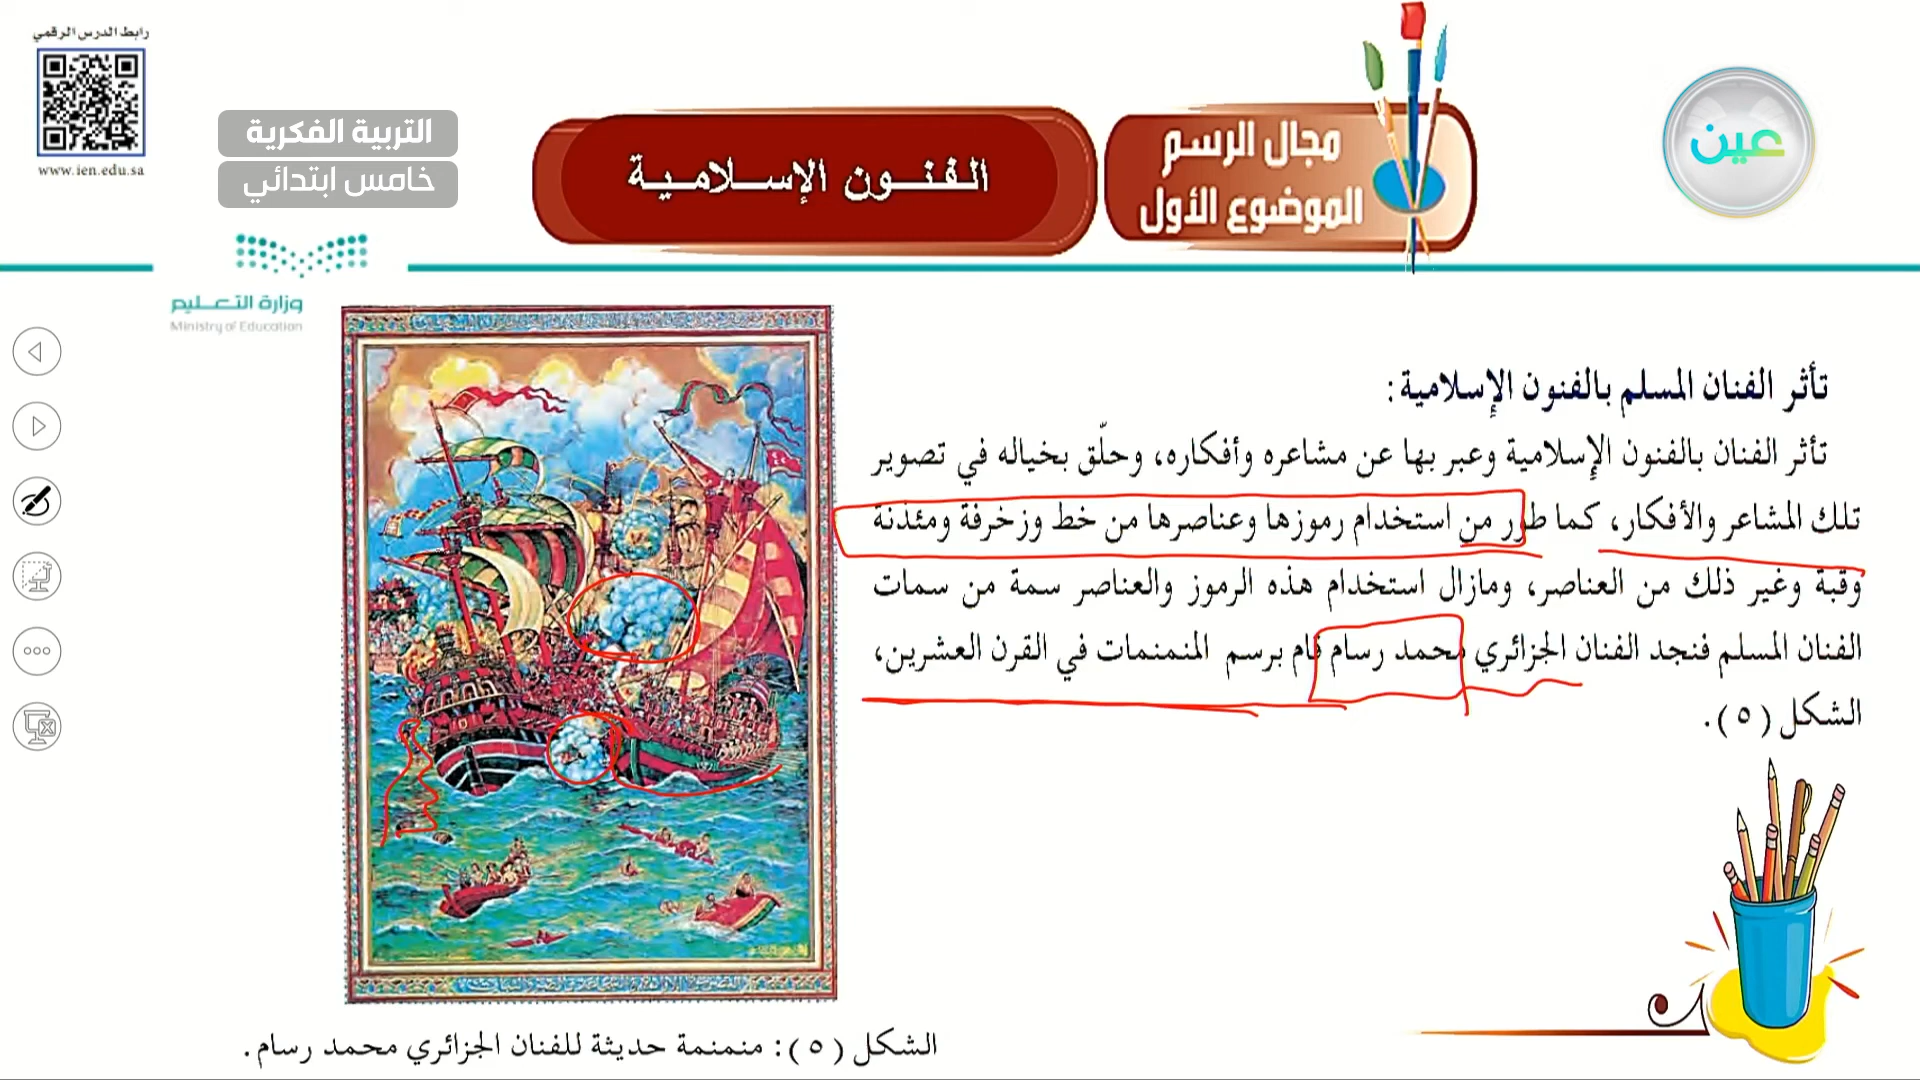 رابط الدرس الرقمي
www.ien.edu.sa
التربية الفكرية
خامس ابتدائي
الفنون الإسلامية
مجال الرسم
الموضوع الأول
عين
وزارة التعليم
Ministry of Education
تأثر الفنان المسلم بالفنون الإسلامية:
تأثر الفنان بالفنون الإسلامية وعبر بها عن مشاعره وأفكاره، وحلّق بخياله في تصوير
تلك المشاعر والأفكار، كما طور من استخدام رموزها وعناصرها من خط وزخرفة ومئذنة
وقبة وغير ذلك من العناصر، ومازال استخدام هذه الرموز والعناصر سمة من سمات
الفنان المسلم فنجد الفنان الجزائري محمد رسام قام برسم المنمنمات في القرن العشرين،
الشكل (٥).
الشكل (٥): منمنمة حديثة للفنان الجزائري محمد رسام.